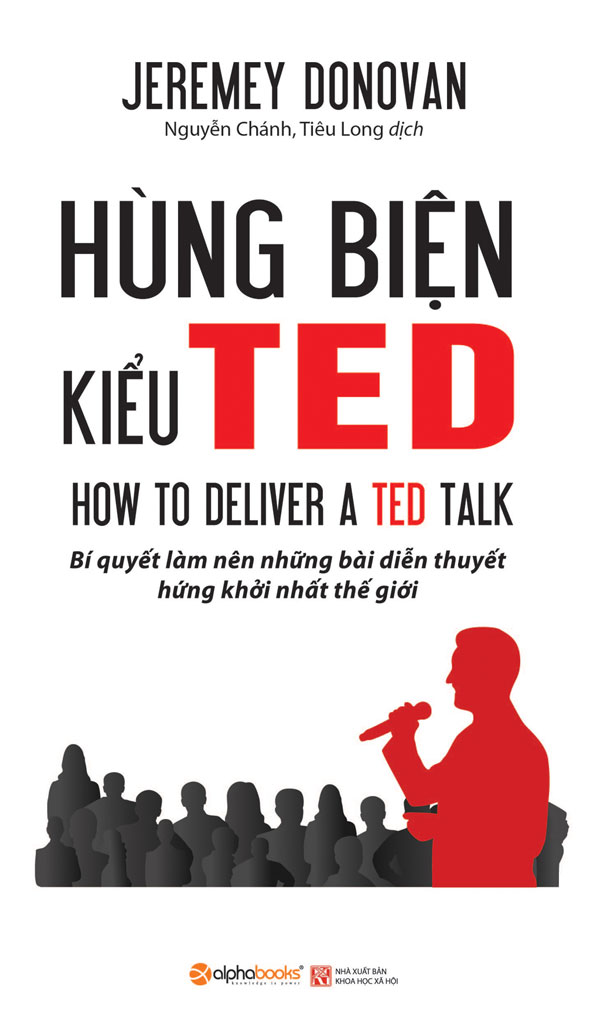 JEREMEY DONOVAN
Nguyễn Chánh, Tiêu Long dịch
HÙNG BIỆN
KIỂU TED
HOW TO DELIVER A TED TALK
Bí quyết làm nên những bài diễn thuyết
hứng khởi nhất thế giới
alphabooks®
knowledge is power
NHÀ XUẤT BẢN
KHOA HỌC XÃ HỘI